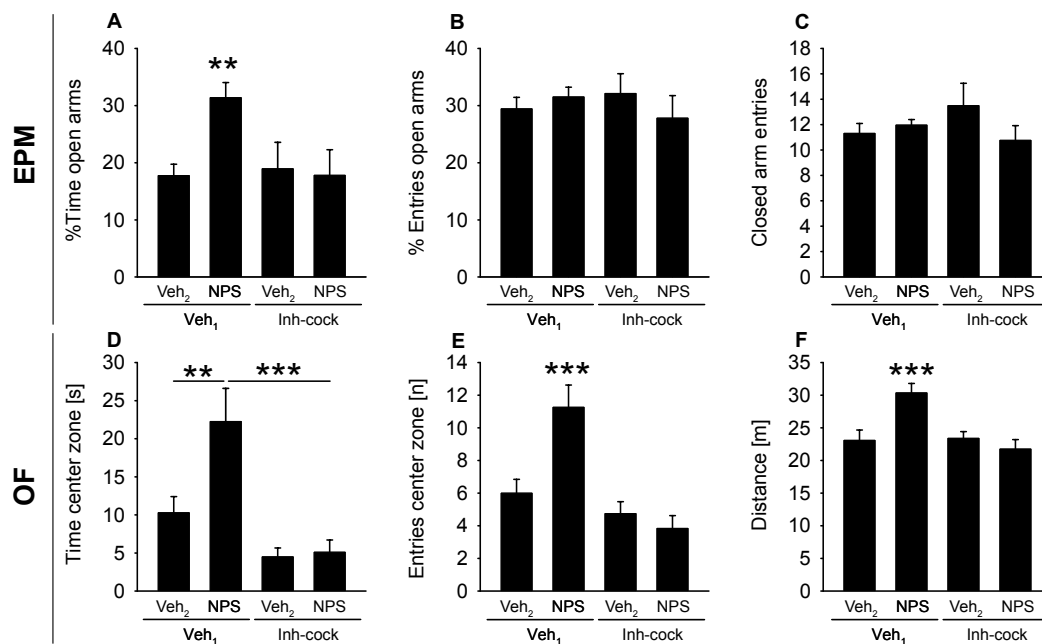 EPM
A
%Time open arms
40
30
20
10
0
**
Veh₂ NPS Veh₂ NPS
Veh₁ Inh-cock
B
% Entries open arms
40
30
20
10
0
Veh₂ NPS Veh₂ NPS
Veh₁ Inh-cock
C
Closed arm entries
18
16
14
12
10
8
6
4
2
0
Veh₂ NPS Veh₂ NPS
Veh₁ Inh-cock
OF
D
Time center zone [s]
30
25
20
15
10
5
0
** ***
Veh₂ NPS Veh₂ NPS
Veh₁ Inh-cock
E
Entries center zone [n]
14
12
10
8
6
4
2
0
***
Veh₂ NPS Veh₂ NPS
Veh₁ Inh-cock
F
Distance [m]
35
30
25
20
15
10
5
0
***
Veh₂ NPS Veh₂ NPS
Veh₁ Inh-cock